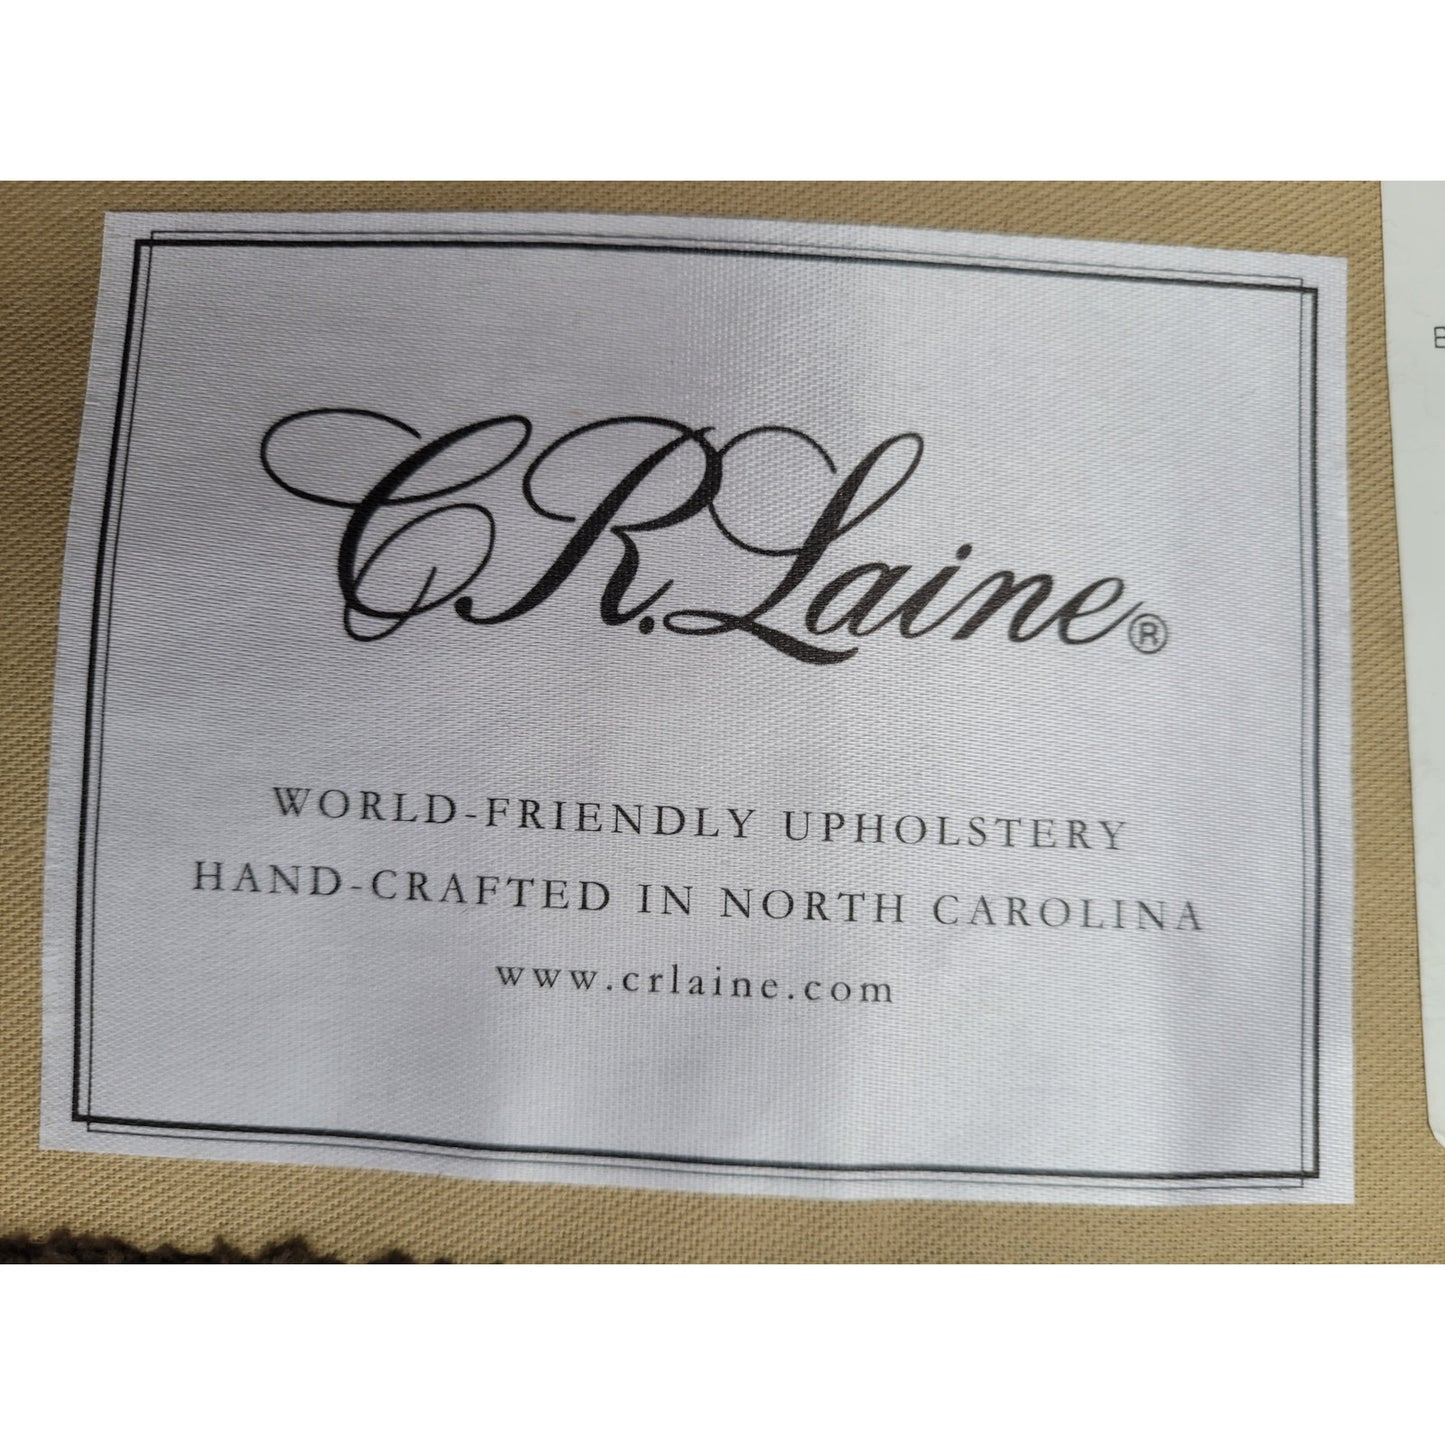 C.R.Laine®
WORLD-FRIENDLY UPHOLSTERY
HAND-CRAFTED IN NORTH CAROLINA
www.crlaine.com